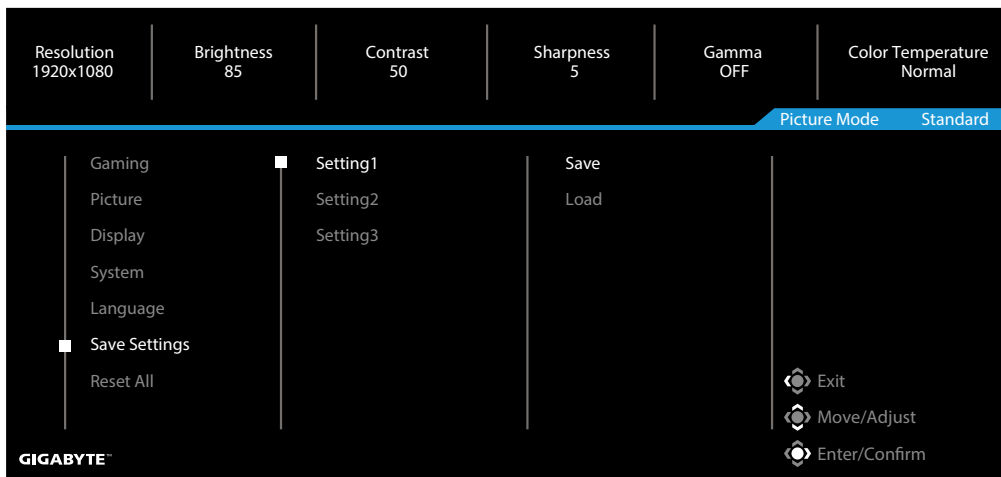 Resolution Brightness Contrast Sharpness Gamma Color Temperature
1920x1080 85 50 5 OFF Normal
Picture Mode Standard
Gaming Setting1 Save
Picture Setting2 Load
Display Setting3
System
Language
Save Settings
Reset All Exit
Move/Adjust
GIGABYTE™ Enter/Confirm